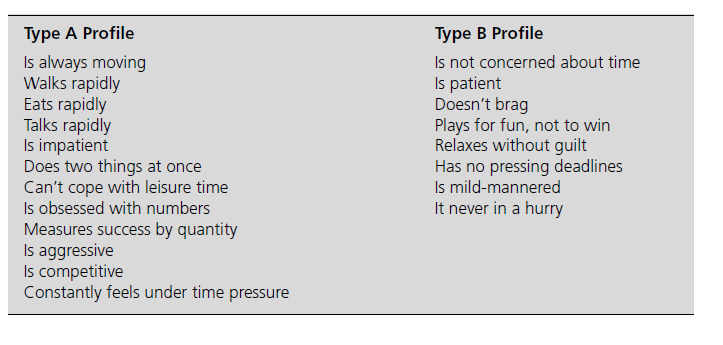 Type A Profile
Is always moving
Walks rapidly
Eats rapidly
Talks rapidly
Is impatient
Does two things at once
Can't cope with leisure time
Is obsessed with numbers
Measures success by quantity
Is aggressive
Is competitive
Constantly feels under time pressure
Type B Profile
Is not concerned about time
Is patient
Doesn't brag
Plays for fun, not to win
Relaxes without guilt
Has no pressing deadlines
Is mild-mannered
It never in a hurry